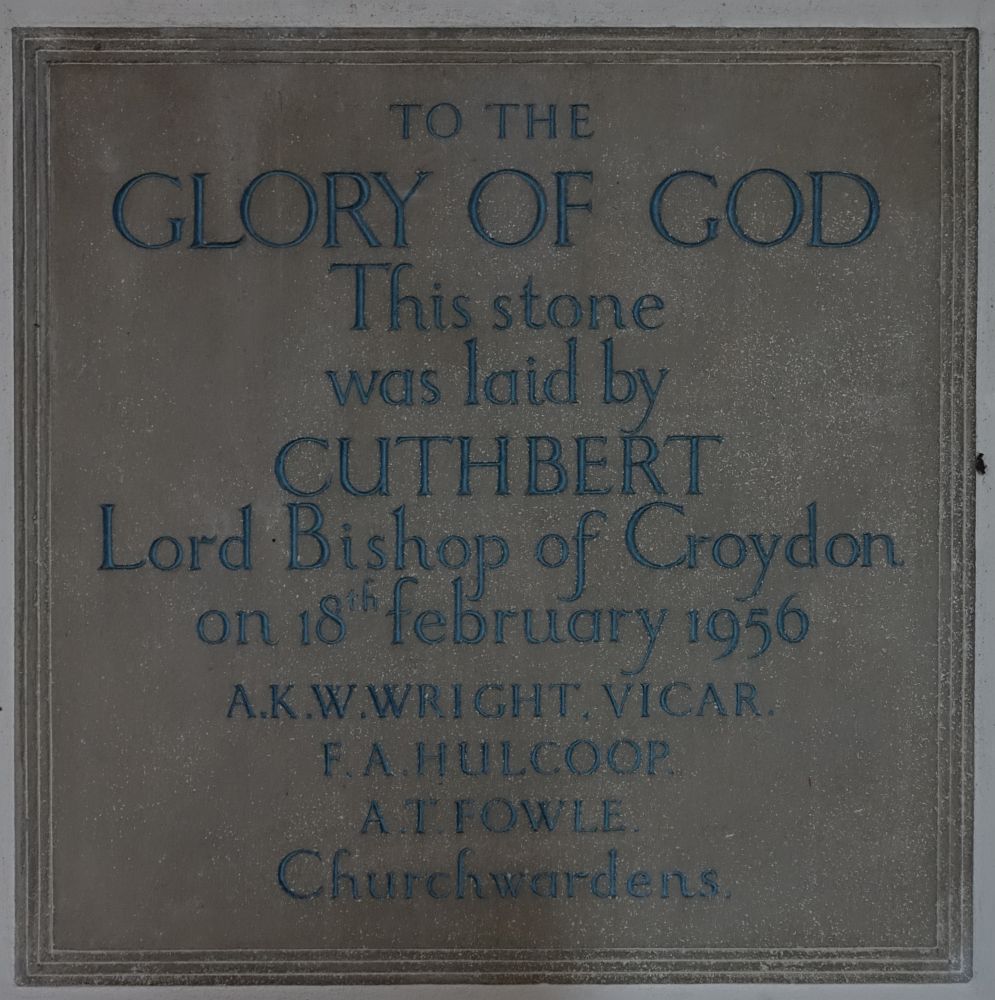 TO THE
GLORY OF GOD
This stone
was laid by
CUTHBERT
Lord Bishop of Croydon
on 18th february 1956
A.K.W.WRIGHT, VICAR.
F.A.HULCOOP.
A.T.FOWLE.
Churchwardens.